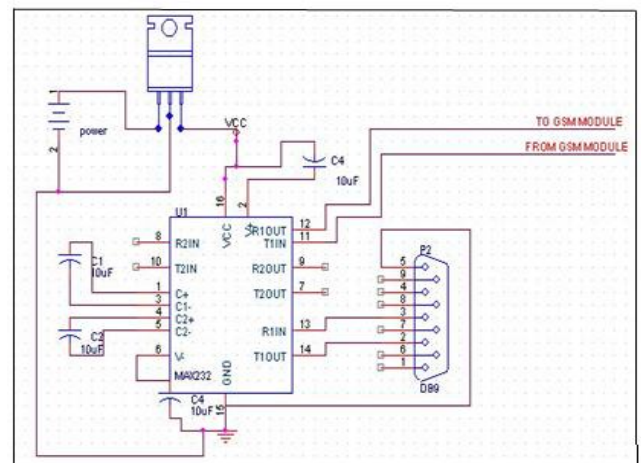 1
power
2
VCC
C4
10uF
TO GSM MODULE
FROM GSM MODULE
16
2
U1
VCC
V+
8 R2IN
10 T2IN
1 C+
3 C1-
4 C2+
5 C2-
6 V-
MAX232
GND
15
R1OUT 12
T1IN 11
R2OUT 9
T2OUT 7
R1IN 13
T1OUT 14
C1
10uF
C2
10uF
C4
10uF
P2
5
9
4
8
3
7
2
6
1
DB9